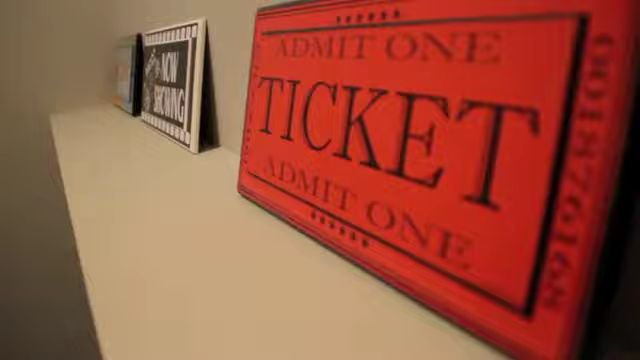 NOW
SHOWING
ADMIT ONE
TICKET
ADMIT ONE